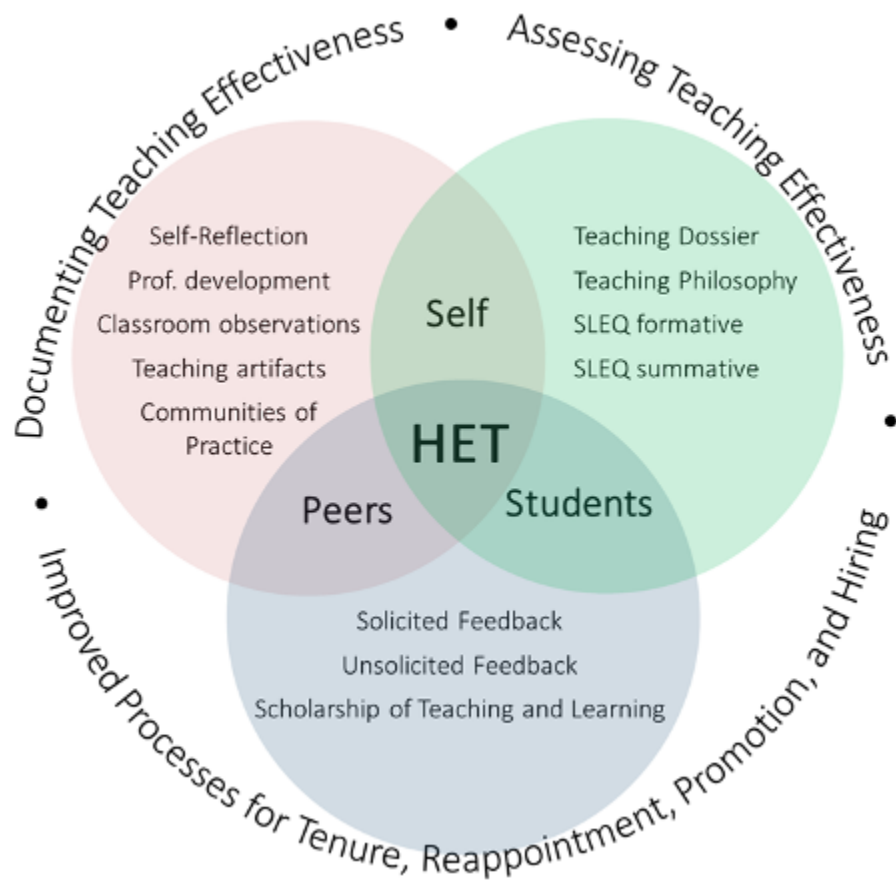 Documenting Teaching Effectiveness
•
Assessing Teaching Effectiveness
•
Self-Reflection
Prof. development
Classroom observations
Teaching artifacts
Communities of
Practice
Self
Teaching Dossier
Teaching Philosophy
SLEQ formative
SLEQ summative
HET
Peers
Students
Solicited Feedback
Unsolicited Feedback
Scholarship of Teaching and Learning
•
Improved Processes for Tenure, Reappointment, Promotion, and Hiring